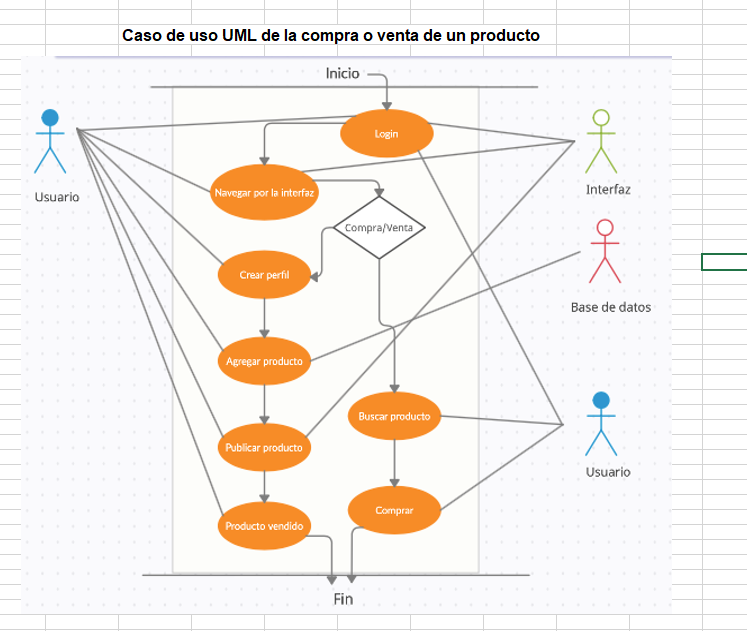 Caso de uso UML de la compra o venta de un producto
Inicio
Login
Usuario
Navegar por la interfaz
Interfaz
Compra/Venta
Crear perfil
Base de datos
Agregar producto
Buscar producto
Publicar producto
Usuario
Comprar
Producto vendido
Fin